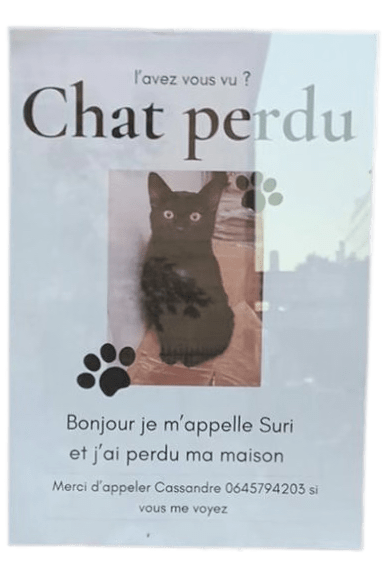 l'avez vous vu ?
Chat perdu
Bonjour je m'appelle Suri
et j'ai perdu ma maison
Merci d'appeler Cassandre 0645794203 si
vous me voyez